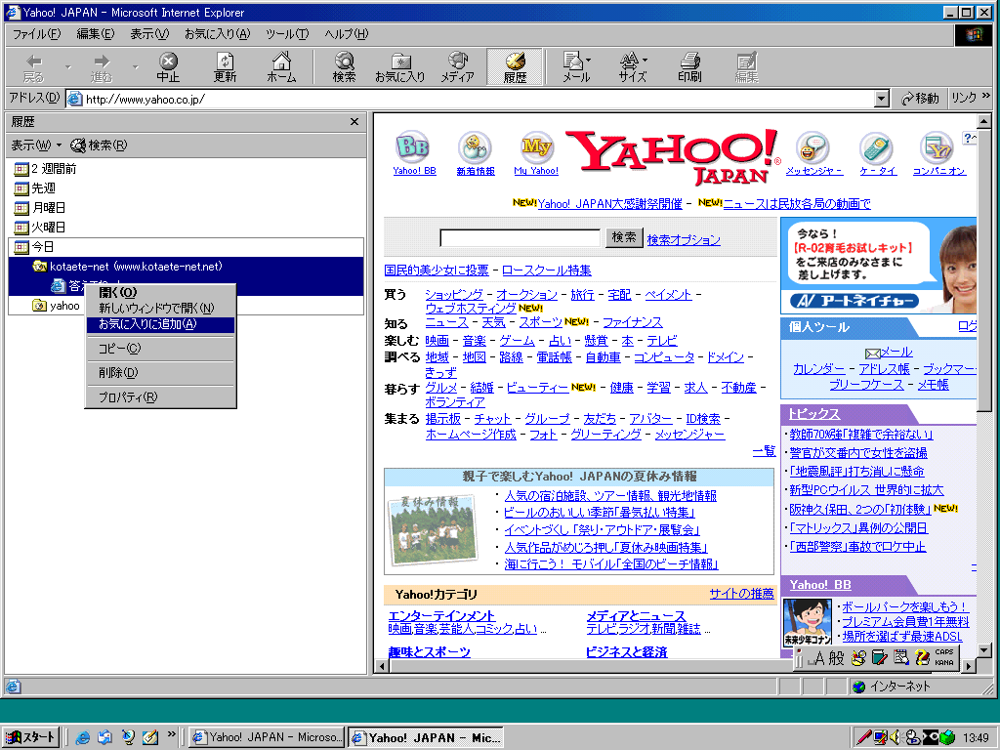 Yahoo! JAPAN - Microsoft Internet Explorer
ファイル(F) 編集(E) 表示(V) お気に入り(A) ツール(T) ヘルプ(H)
戻る 進む 中止 更新 ホーム 検索 お気に入り メディア 履歴 メール サイズ 印刷 編集
アドレス(D) http://www.yahoo.co.jp/ 移動 リンク »
履歴
表示(W) 検索(R)
2 週間前
先週
月曜日
火曜日
今日
kotaete-net (www.kotaete-net.net)
yahoo
開く(O)
新しいウィンドウで開く(N)
お気に入りに追加(A)
コピー(C)
削除(D)
プロパティ(R)
Yahoo! BB 新着情報 My Yahoo! YAHOO! JAPAN メッセンジャー ケータイ コンパニオン
NEW! Yahoo! JAPAN大感謝祭開催 - NEW! ニュースは民放各局の動画で
検索 検索オプション
国民的美少女に投票 - ロースクール特集
買う ショッピング - オークション - 旅行 - 宅配 - ペイメント -
ウェブホスティング NEW!
知る ニュース - 天気 - スポーツ NEW! - ファイナンス
楽しむ 映画 - 音楽 - ゲーム - 占い - 懸賞 - 本 - テレビ
調べる 地域 - 地図 - 路線 - 電話帳 - 自動車 - コンピュータ - ドメイン -
きっず
暮らす グルメ - 結婚 - ビューティー NEW! - 健康 - 学習 - 求人 - 不動産 -
ボランティア
集まる 掲示板 - チャット - グループ - 友だち - アバター - ID検索 -
ホームページ作成 - フォト - グリーティング - メッセンジャー
一覧
親子で楽しむYahoo! JAPANの夏休み情報
夏休み情報
・人気の宿泊施設、ツアー情報、観光地情報
・ビールのおいしい季節「暑気払い特集」
・イベントづくし「祭り・アウトドア・展覧会」
・人気作品がめじろ押し「夏休み映画特集」
・海に行こう! モバイル「全国のビーチ情報」
Yahoo!カテゴリ サイトの推薦
エンターテインメント
映画,音楽,芸能人,コミック,占い...
メディアとニュース
テレビ,ラジオ,新聞,雑誌...
趣味とスポーツ
ビジネスと経済
今なら!
【R-02育毛お試しキット】
をご来店のみなさまに
差し上げます。
アートネイチャー
個人ツール ログ
メール
カレンダー - アドレス帳 - ブックマー
ブリーフケース - メモ帳
トピックス
・教師70%強「複雑で余裕ない」
・警官が交番内で女性を盗撮
・「地震風評」打ち消しに懸命
・新型PCウイルス 世界的に拡大
・阪神久保田、2つの「初体験」 NEW!
・「マトリックス」異例の公開日
・「西部警察」事故でロケ中止
Yahoo! BB
未来少年コナン
・ボールパークを楽しもう!
・プレミアム会員費1年無料
・場所を選ばず最速ADSL
A 般 CAPS KANA
インターネット
スタート » Yahoo! JAPAN - Microso... Yahoo! JAPAN - Mic... 13:49